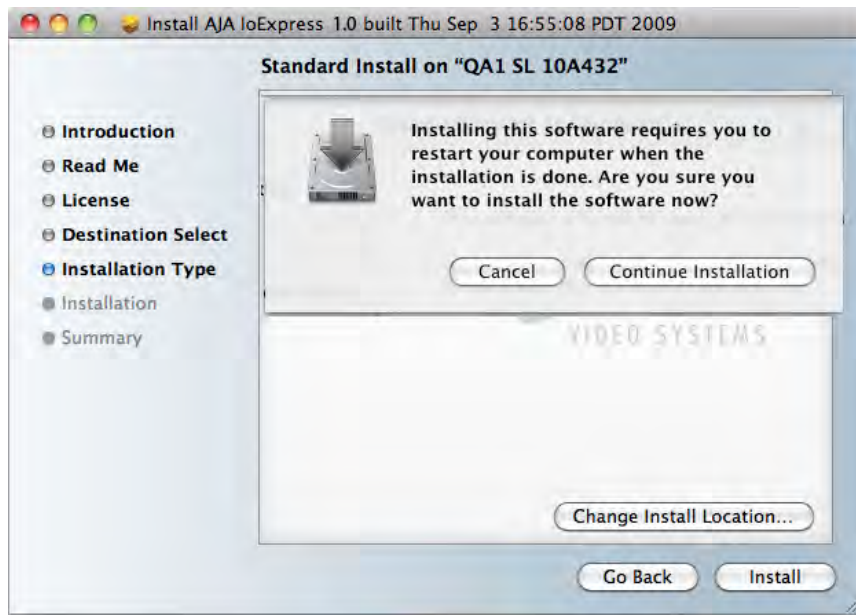 Install AJA IoExpress 1.0 built Thu Sep 3 16:55:08 PDT 2009
Standard Install on “QA1 SL 10A432”
Introduction
Read Me
License
Destination Select
Installation Type
Installation
Summary
Installing this software requires you to
restart your computer when the
installation is done. Are you sure you
want to install the software now?
Cancel
Continue Installation
VIDEO SYSTEMS
Change Install Location...
Go Back
Install